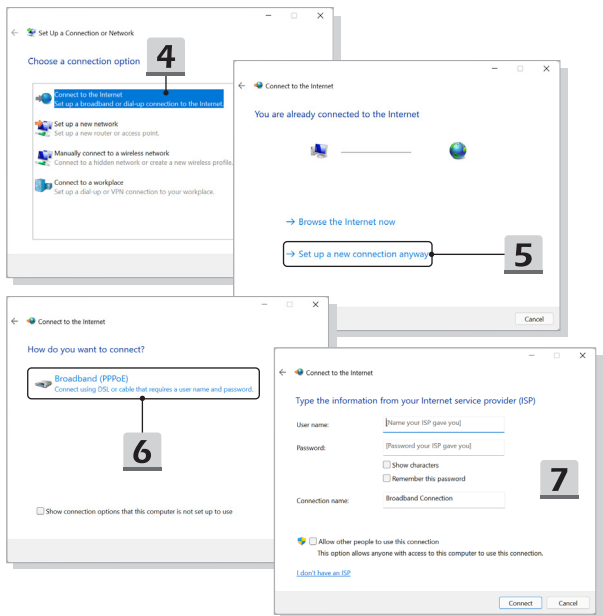 Set Up a Connection or Network
Choose a connection option
4
Connect to the Internet
Set up a broadband or dial-up connection to the Internet.
Set up a new network
Set up a new router or access point.
Manually connect to a wireless network
Connect to a hidden network or create a new wireless profile.
Connect to a workplace
Set up a dial-up or VPN connection to your workplace.
Connect to the Internet
You are already connected to the Internet
→ Browse the Internet now
→ Set up a new connection anyway
5
Cancel
Connect to the Internet
How do you want to connect?
Broadband (PPPoE)
Connect using DSL or cable that requires a user name and password.
6
Show connection options that this computer is not set up to use
Connect to the Internet
Type the information from your Internet service provider (ISP)
User name: [Name your ISP gave you]
Password: [Password your ISP gave you]
Show characters
Remember this password
7
Connection name: Broadband Connection
Allow other people to use this connection
This option allows anyone with access to this computer to use this connection.
I don't have an ISP
Connect Cancel